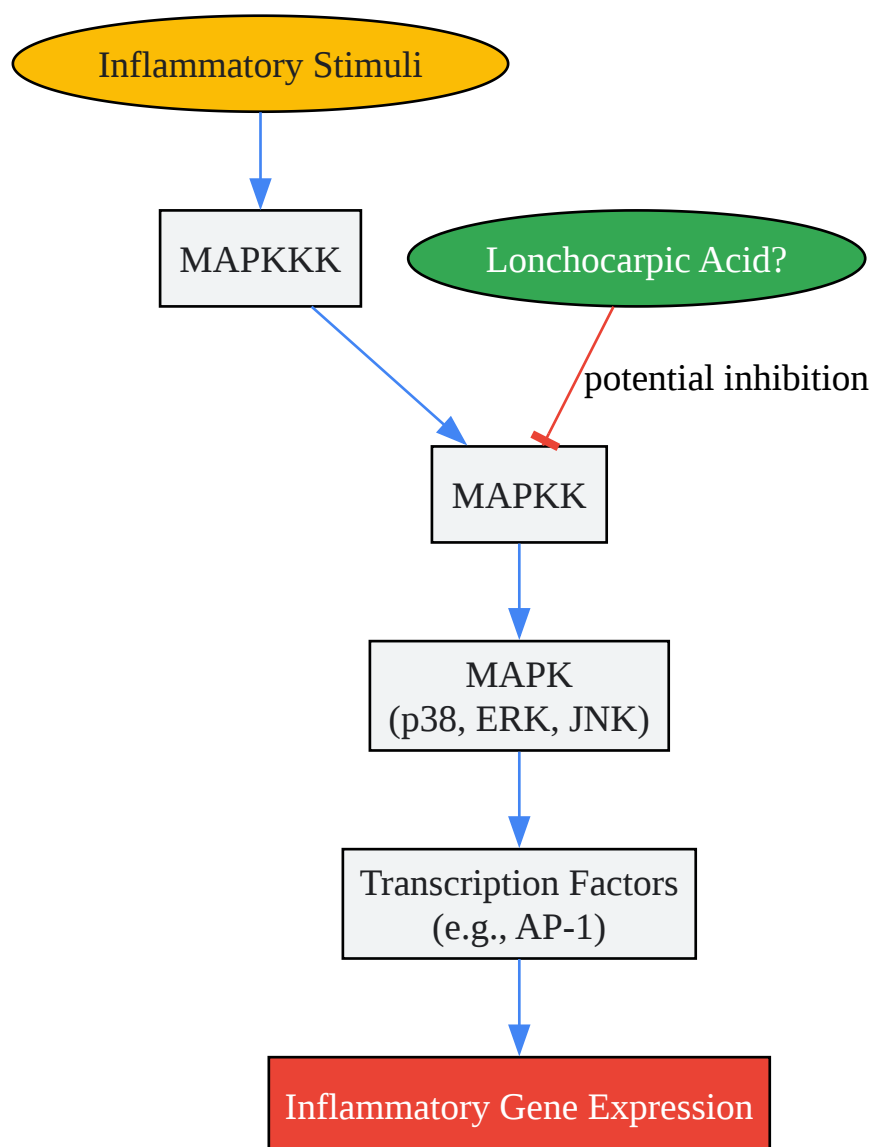 Inflammatory Stimuli
MAPKKK
Lonchocarpic Acid?
potential inhibition
MAPKK
MAPK
(p38, ERK, JNK)
Transcription Factors
(e.g., AP-1)
Inflammatory Gene Expression